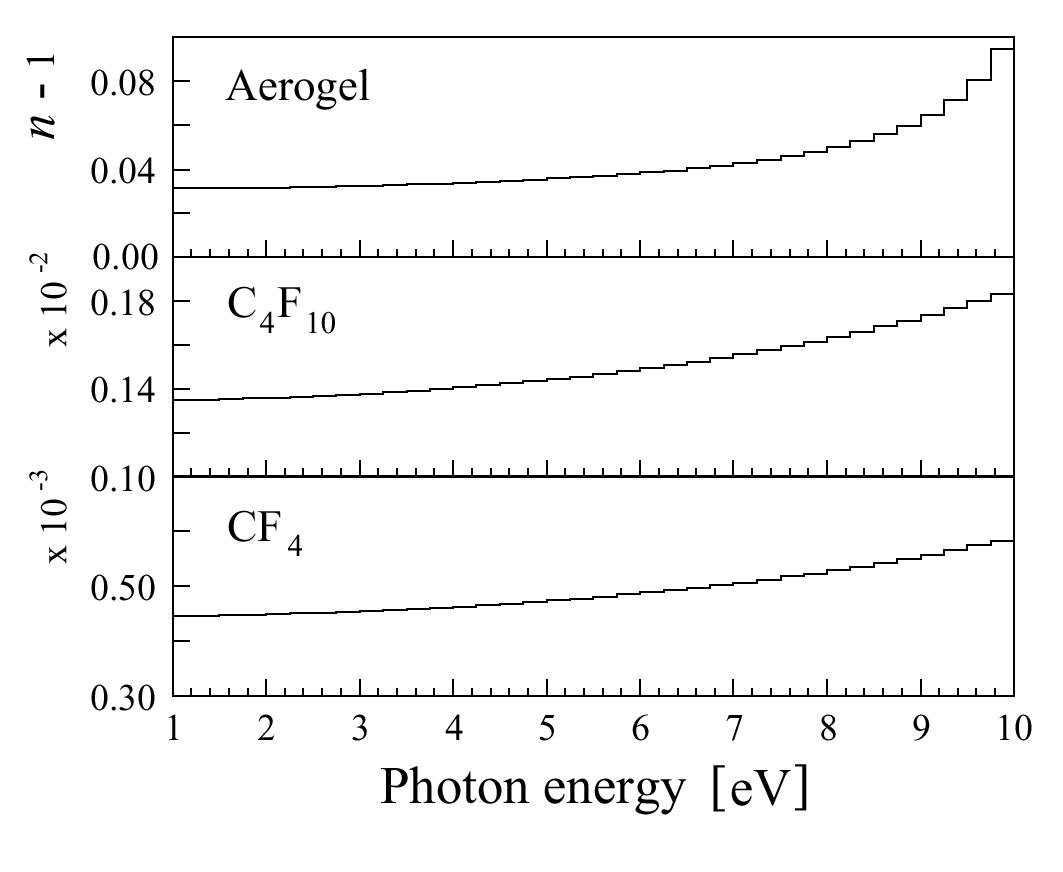 n - 1
0.08
Aerogel
0.04
0.00
x 10⁻²
0.18
C₄F₁₀
0.14
0.10
x 10⁻³
CF₄
0.50
0.30
1 2 3 4 5 6 7 8 9 10
Photon energy [eV]